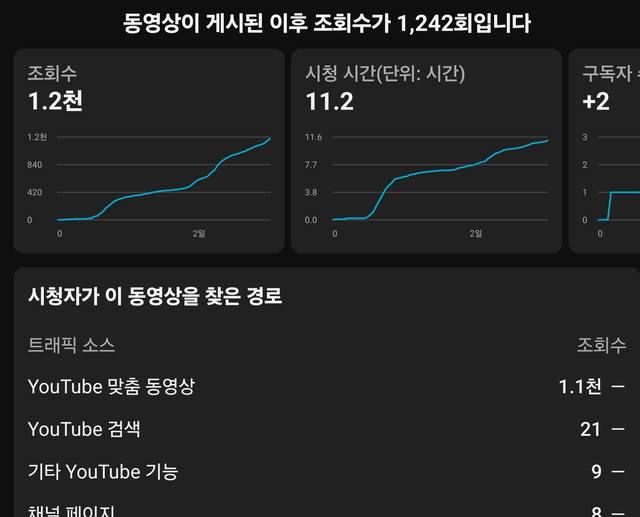 동영상이 게시된 이후 조회수가 1,242회입니다
조회수
1.2천
1.2천
840
420
0
0
2일
시청 시간(단위: 시간)
11.2
11.6
7.7
3.8
0.0
0
2일
구독자
+2
3
2
1
0
0
시청자가 이 동영상을 찾은 경로
트래픽 소스 조회수
YouTube 맞춤 동영상 1.1천 —
YouTube 검색 21 —
기타 YouTube 기능 9 —
채널 페이지 8 —